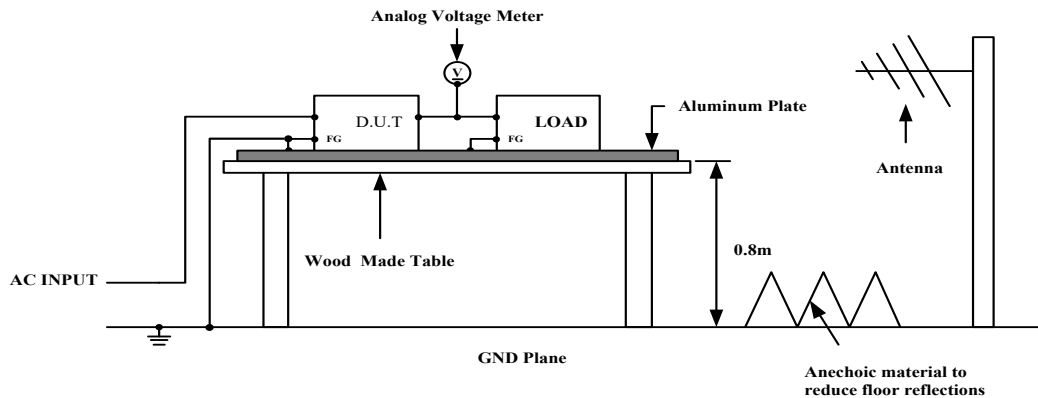 Analog Voltage Meter
V
D.U.T
LOAD
FG
FG
Aluminum Plate
Antenna
0.8m
Wood Made Table
AC INPUT
GND Plane
Anechoic material to
reduce floor reflections